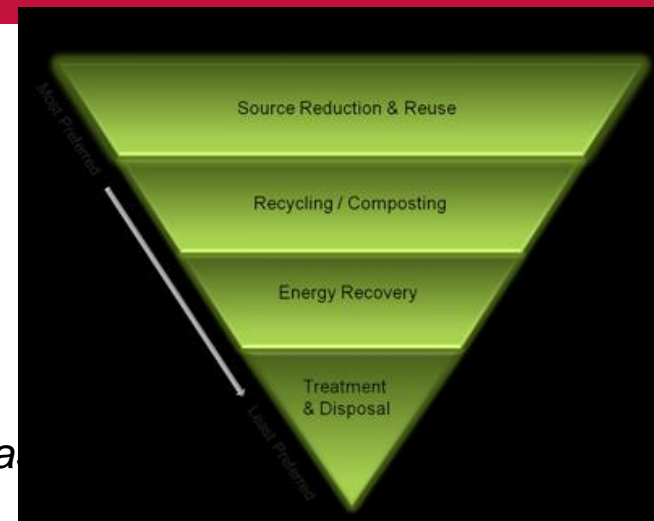 Most Preferred
Source Reduction & Reuse
Recycling / Composting
Energy Recovery
Treatment
& Disposal
Least Preferred